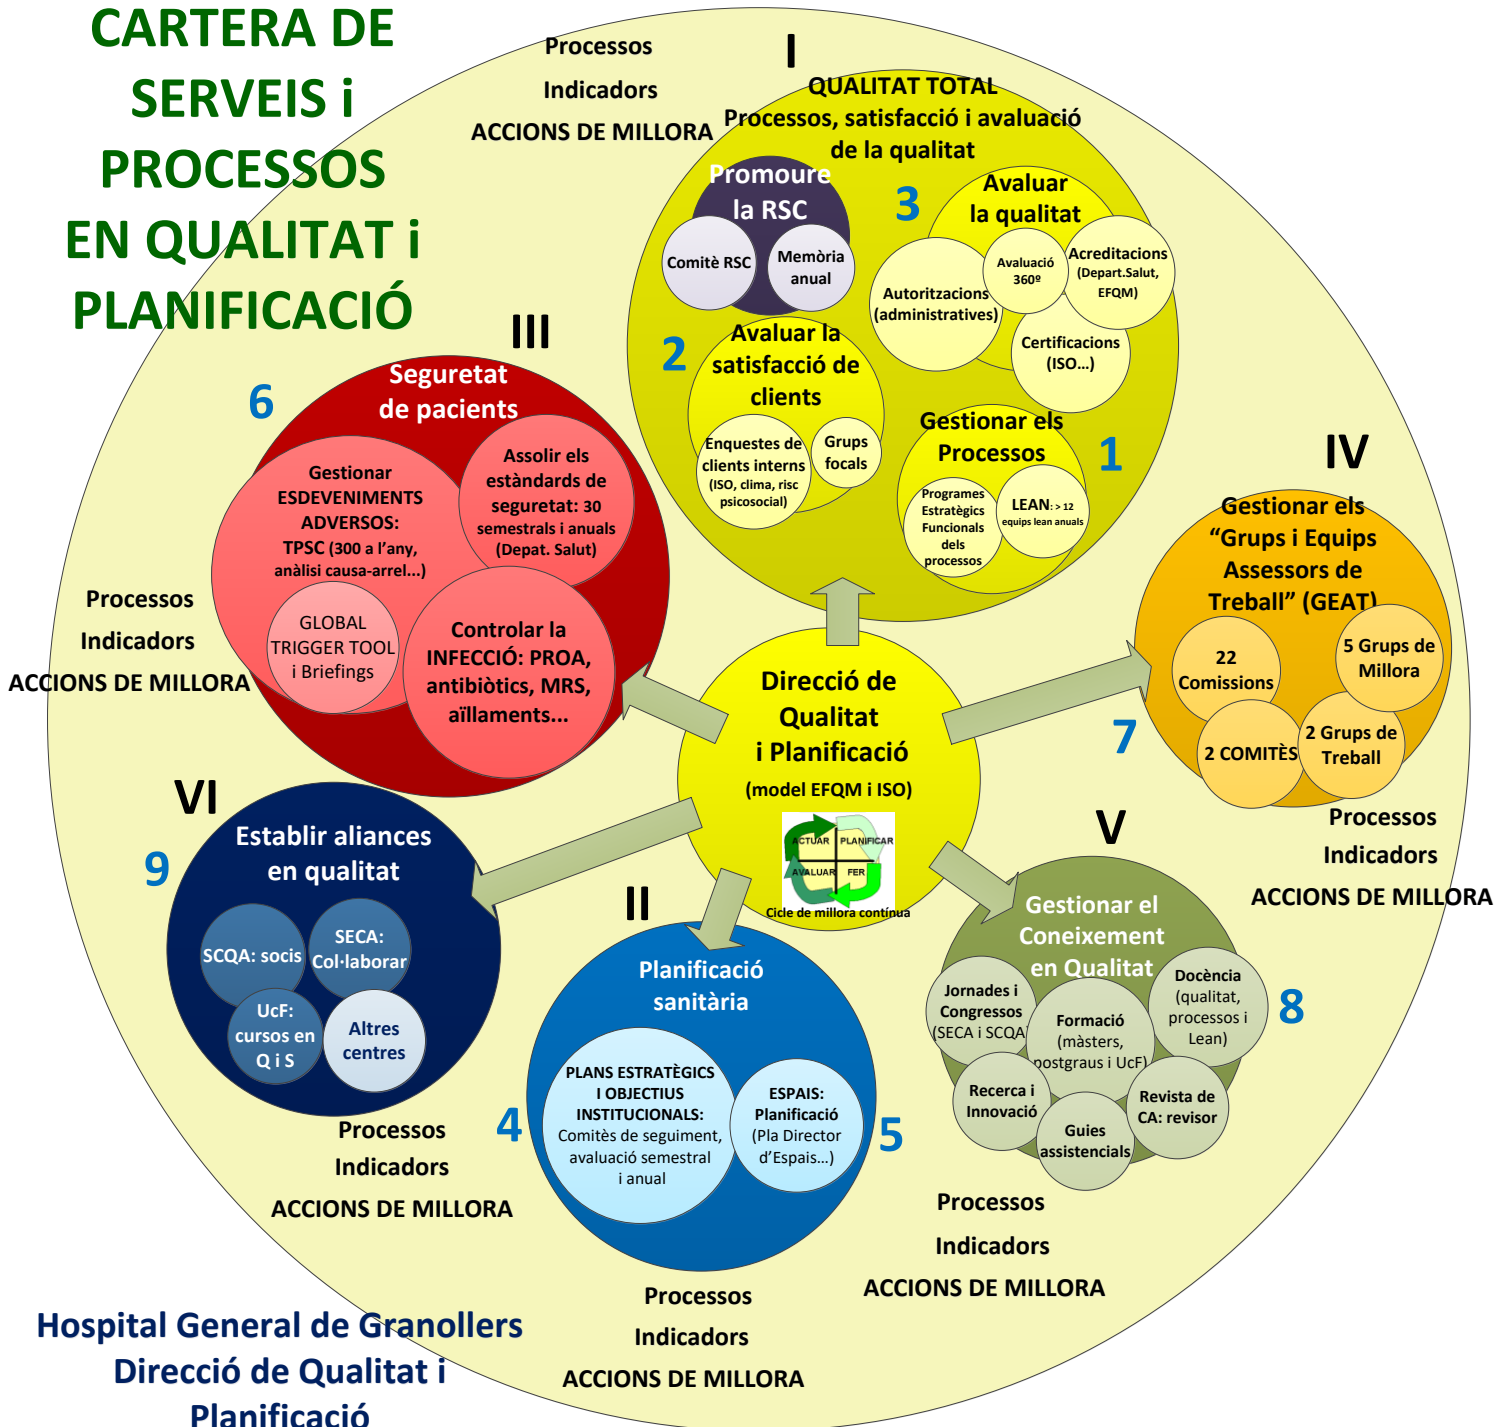 CARTERA DE
SERVEIS i
PROCESSOS
EN QUALITAT i
PLANIFICACIÓ
Processos
Indicadors
ACCIONS DE MILLORA
I
QUALITAT TOTAL
Processos, satisfacció i avaluació
de la qualitat
Promoure
la RSC
Comitè RSC
Memòria
anual
3
Avaluar
la qualitat
Autoritzacions
(administratives)
Avaluació
360º
Acreditacions
(Depart.Salut,
EFQM)
Certificacions
(ISO...)
2
Avaluar la
satisfacció de
clients
Enquestes de
clients interns
(ISO, clima, risc
psicosocial)
Grups
focals
Gestionar els
Processos
1
Programes
Estratègics
Funcionals
dels
processos
LEAN: > 12
equips lean anuals
III
6
Seguretat
de pacients
Gestionar
ESDEVENIMENTS
ADVERSOS:
TPSC (300 a l’any,
anàlisi causa-arrel...)
GLOBAL
TRIGGER TOOL
i Briefings
Assolir els
estàndards de
seguretat: 30
semestrals i anuals
(Depat. Salut)
Controlar la
INFECCIÓ: PROA,
antibiòtics, MRS,
aïllaments...
Processos
Indicadors
ACCIONS DE MILLORA
IV
Gestionar els
“Grups i Equips
Assessors de
Treball” (GEAT)
22
Comissions
5 Grups de
Millora
2 COMITÈS
2 Grups de
Treball
7
Processos
Indicadors
ACCIONS DE MILLORA
Direcció de
Qualitat
i Planificació
(model EFQM i ISO)
ACTUAR
PLANIFICAR
AVALUAR
FER
Cicle de millora contínua
VI
9
Establir aliances
en qualitat
SCQA: socis
SECA:
Col·laborar
UcF:
cursos en
Q i S
Altres
centres
Processos
Indicadors
ACCIONS DE MILLORA
II
Planificació
sanitària
4
PLANS ESTRATÈGICS
I OBJECTIUS
INSTITUCIONALS:
Comitès de seguiment,
avaluació semestral
i anual
ESPAIS:
Planificació
(Pla Director
d’Espais...)
5
Processos
Indicadors
ACCIONS DE MILLORA
V
Gestionar el
Coneixement
en Qualitat
8
Jornades i
Congressos
(SECA i SCQA)
Formació
(màsters,
postgraus i UcF)
Docència
(qualitat,
processos i
Lean)
Recerca i
Innovació
Guies
assistencials
Revista de
CA: revisor
Processos
Indicadors
ACCIONS DE MILLORA
Hospital General de Granollers
Direcció de Qualitat i
Planificació